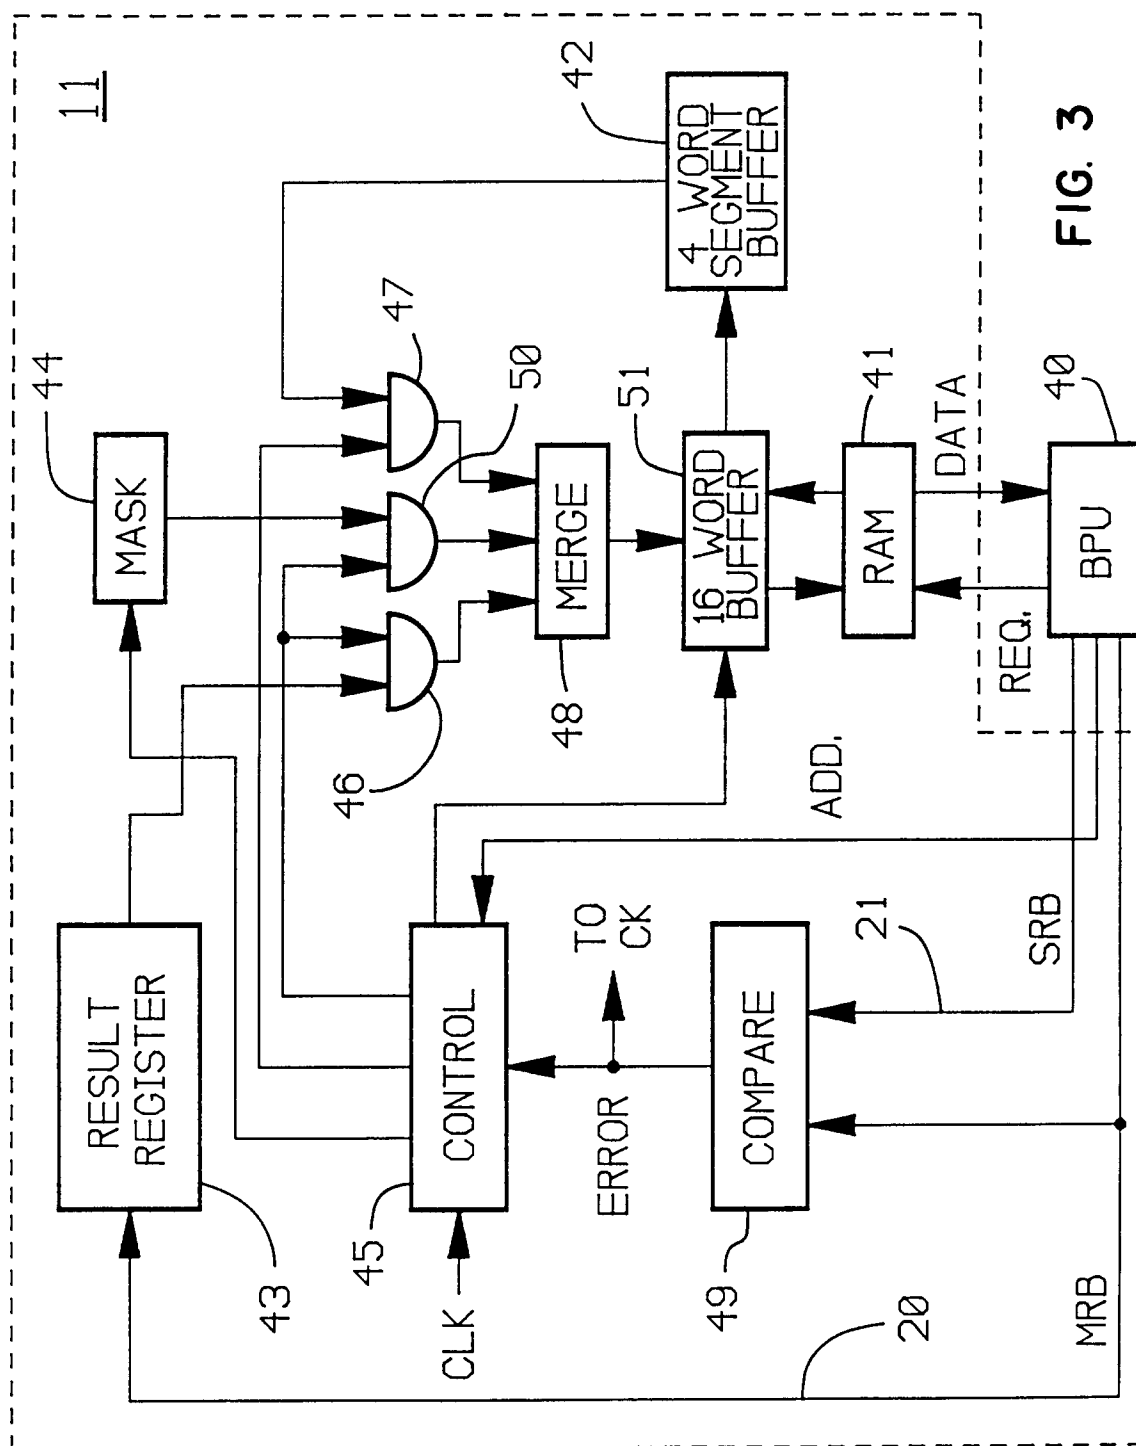 11
RESULT
REGISTER
43
MASK
44
CLK
45
CONTROL
46
50
47
42
4 WORD
SEGMENT
BUFFER
ERROR
TO
CK
48
MERGE
51
16 WORD
BUFFER
49
COMPARE
21
ADD.
RAM
41
20
MRB
SRB
REQ.
DATA
BPU
40
FIG. 3